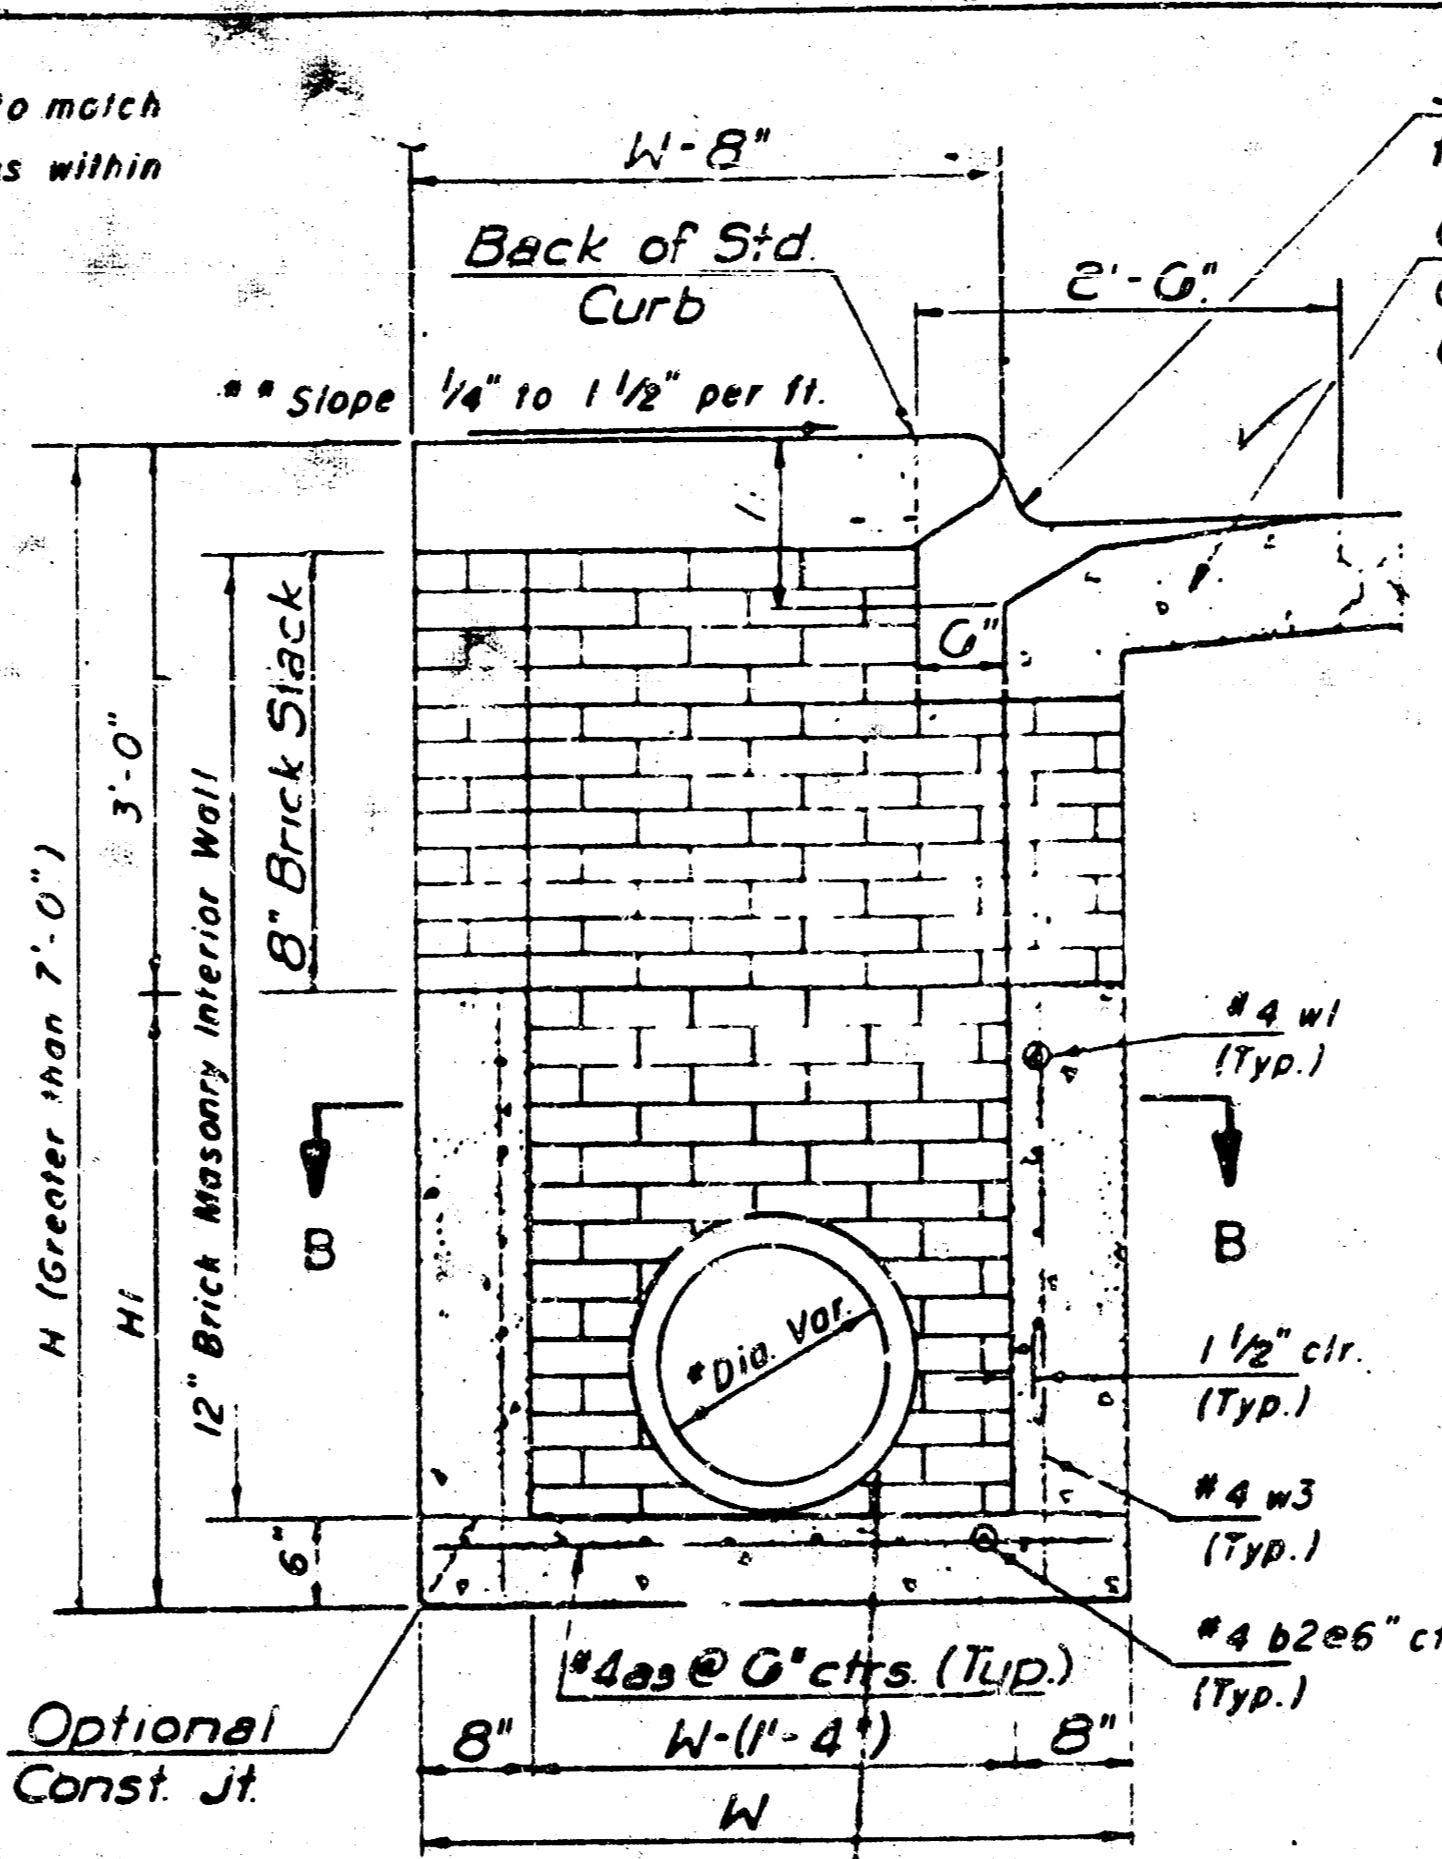 to match
s within
W-8"
Back of Std.
Curb
2'-6"
** Slope 1/4" to 1 1/2" per ft.
6"
8" Brick Stack
3'-0"
12" Brick Masonry Interior Wall
H (Greater than 7'-0")
H1
#4 w1
(Typ.)
B
B
*Dia. Var.
1 1/2" clr.
(Typ.)
#4 w3
(Typ.)
6"
#4 b2@6" ct
(Typ.)
@ 6" ctrs. (Typ.)
Optional
Const. Jt.
8"
W-(1'-4")
8"
W